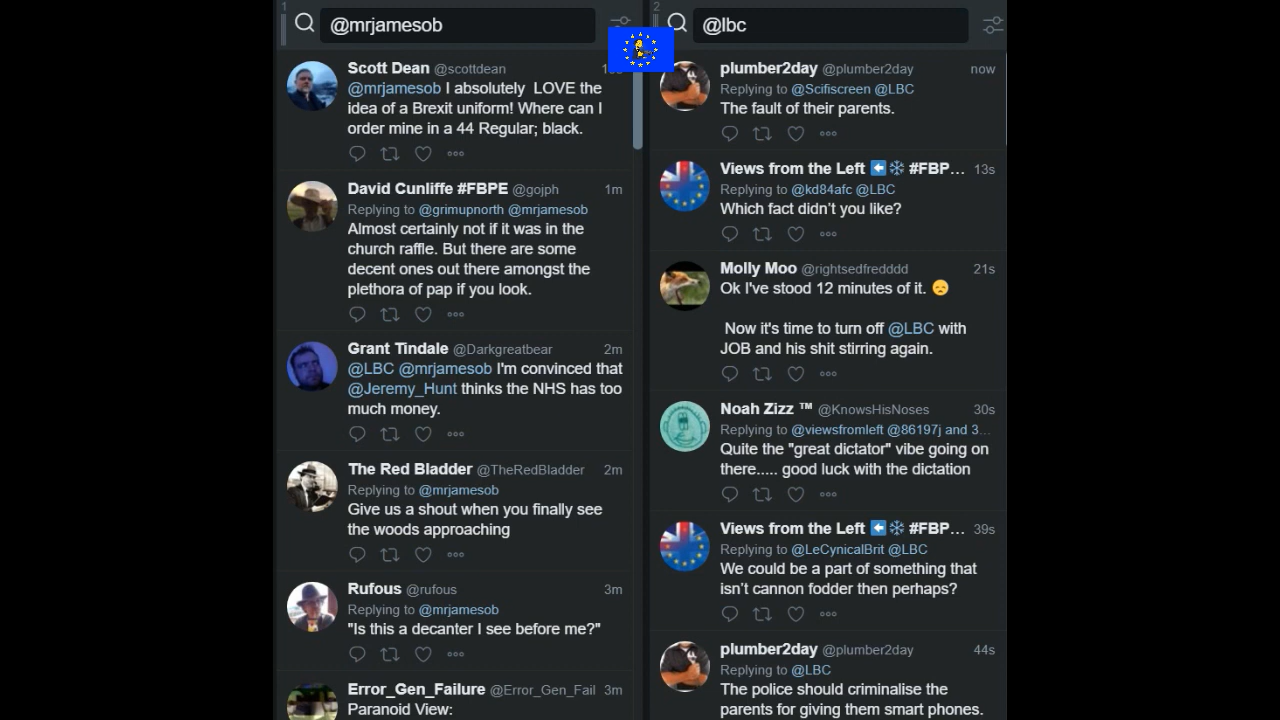 1
@mrjamesob
Scott Dean @scottdean
@mrjamesob I absolutely LOVE the
idea of a Brexit uniform! Where can I
order mine in a 44 Regular; black.
David Cunliffe #FBPE @gojph 1m
Replying to @grimupnorth @mrjamesob
Almost certainly not if it was in the
church raffle. But there are some
decent ones out there amongst the
plethora of pap if you look.
Grant Tindale @Darkgreatbear 2m
@LBC @mrjamesob I'm convinced that
@Jeremy_Hunt thinks the NHS has too
much money.
The Red Bladder @TheRedBladder 2m
Replying to @mrjamesob
Give us a shout when you finally see
the woods approaching
Rufous @rufous 3m
Replying to @mrjamesob
"Is this a decanter I see before me?"
Error_Gen_Failure @Error_Gen_Fail 3m
Paranoid View:
2
@lbc
plumber2day @plumber2day now
Replying to @Scifiscreen @LBC
The fault of their parents.
Views from the Left ⬅️❄️ #FBP... 13s
Replying to @kd84afc @LBC
Which fact didn't you like?
Molly Moo @rightsedfredddd 21s
Ok I've stood 12 minutes of it. 😞
Now it's time to turn off @LBC with
JOB and his shit stirring again.
Noah Zizz ™ @KnowsHisNoses 30s
Replying to @viewsfromleft @86197j and 3...
Quite the "great dictator" vibe going on
there..... good luck with the dictation
Views from the Left ⬅️❄️ #FBP... 39s
Replying to @LeCynicalBrit @LBC
We could be a part of something that
isn't cannon fodder then perhaps?
plumber2day @plumber2day 44s
Replying to @LBC
The police should criminalise the
parents for giving them smart phones.